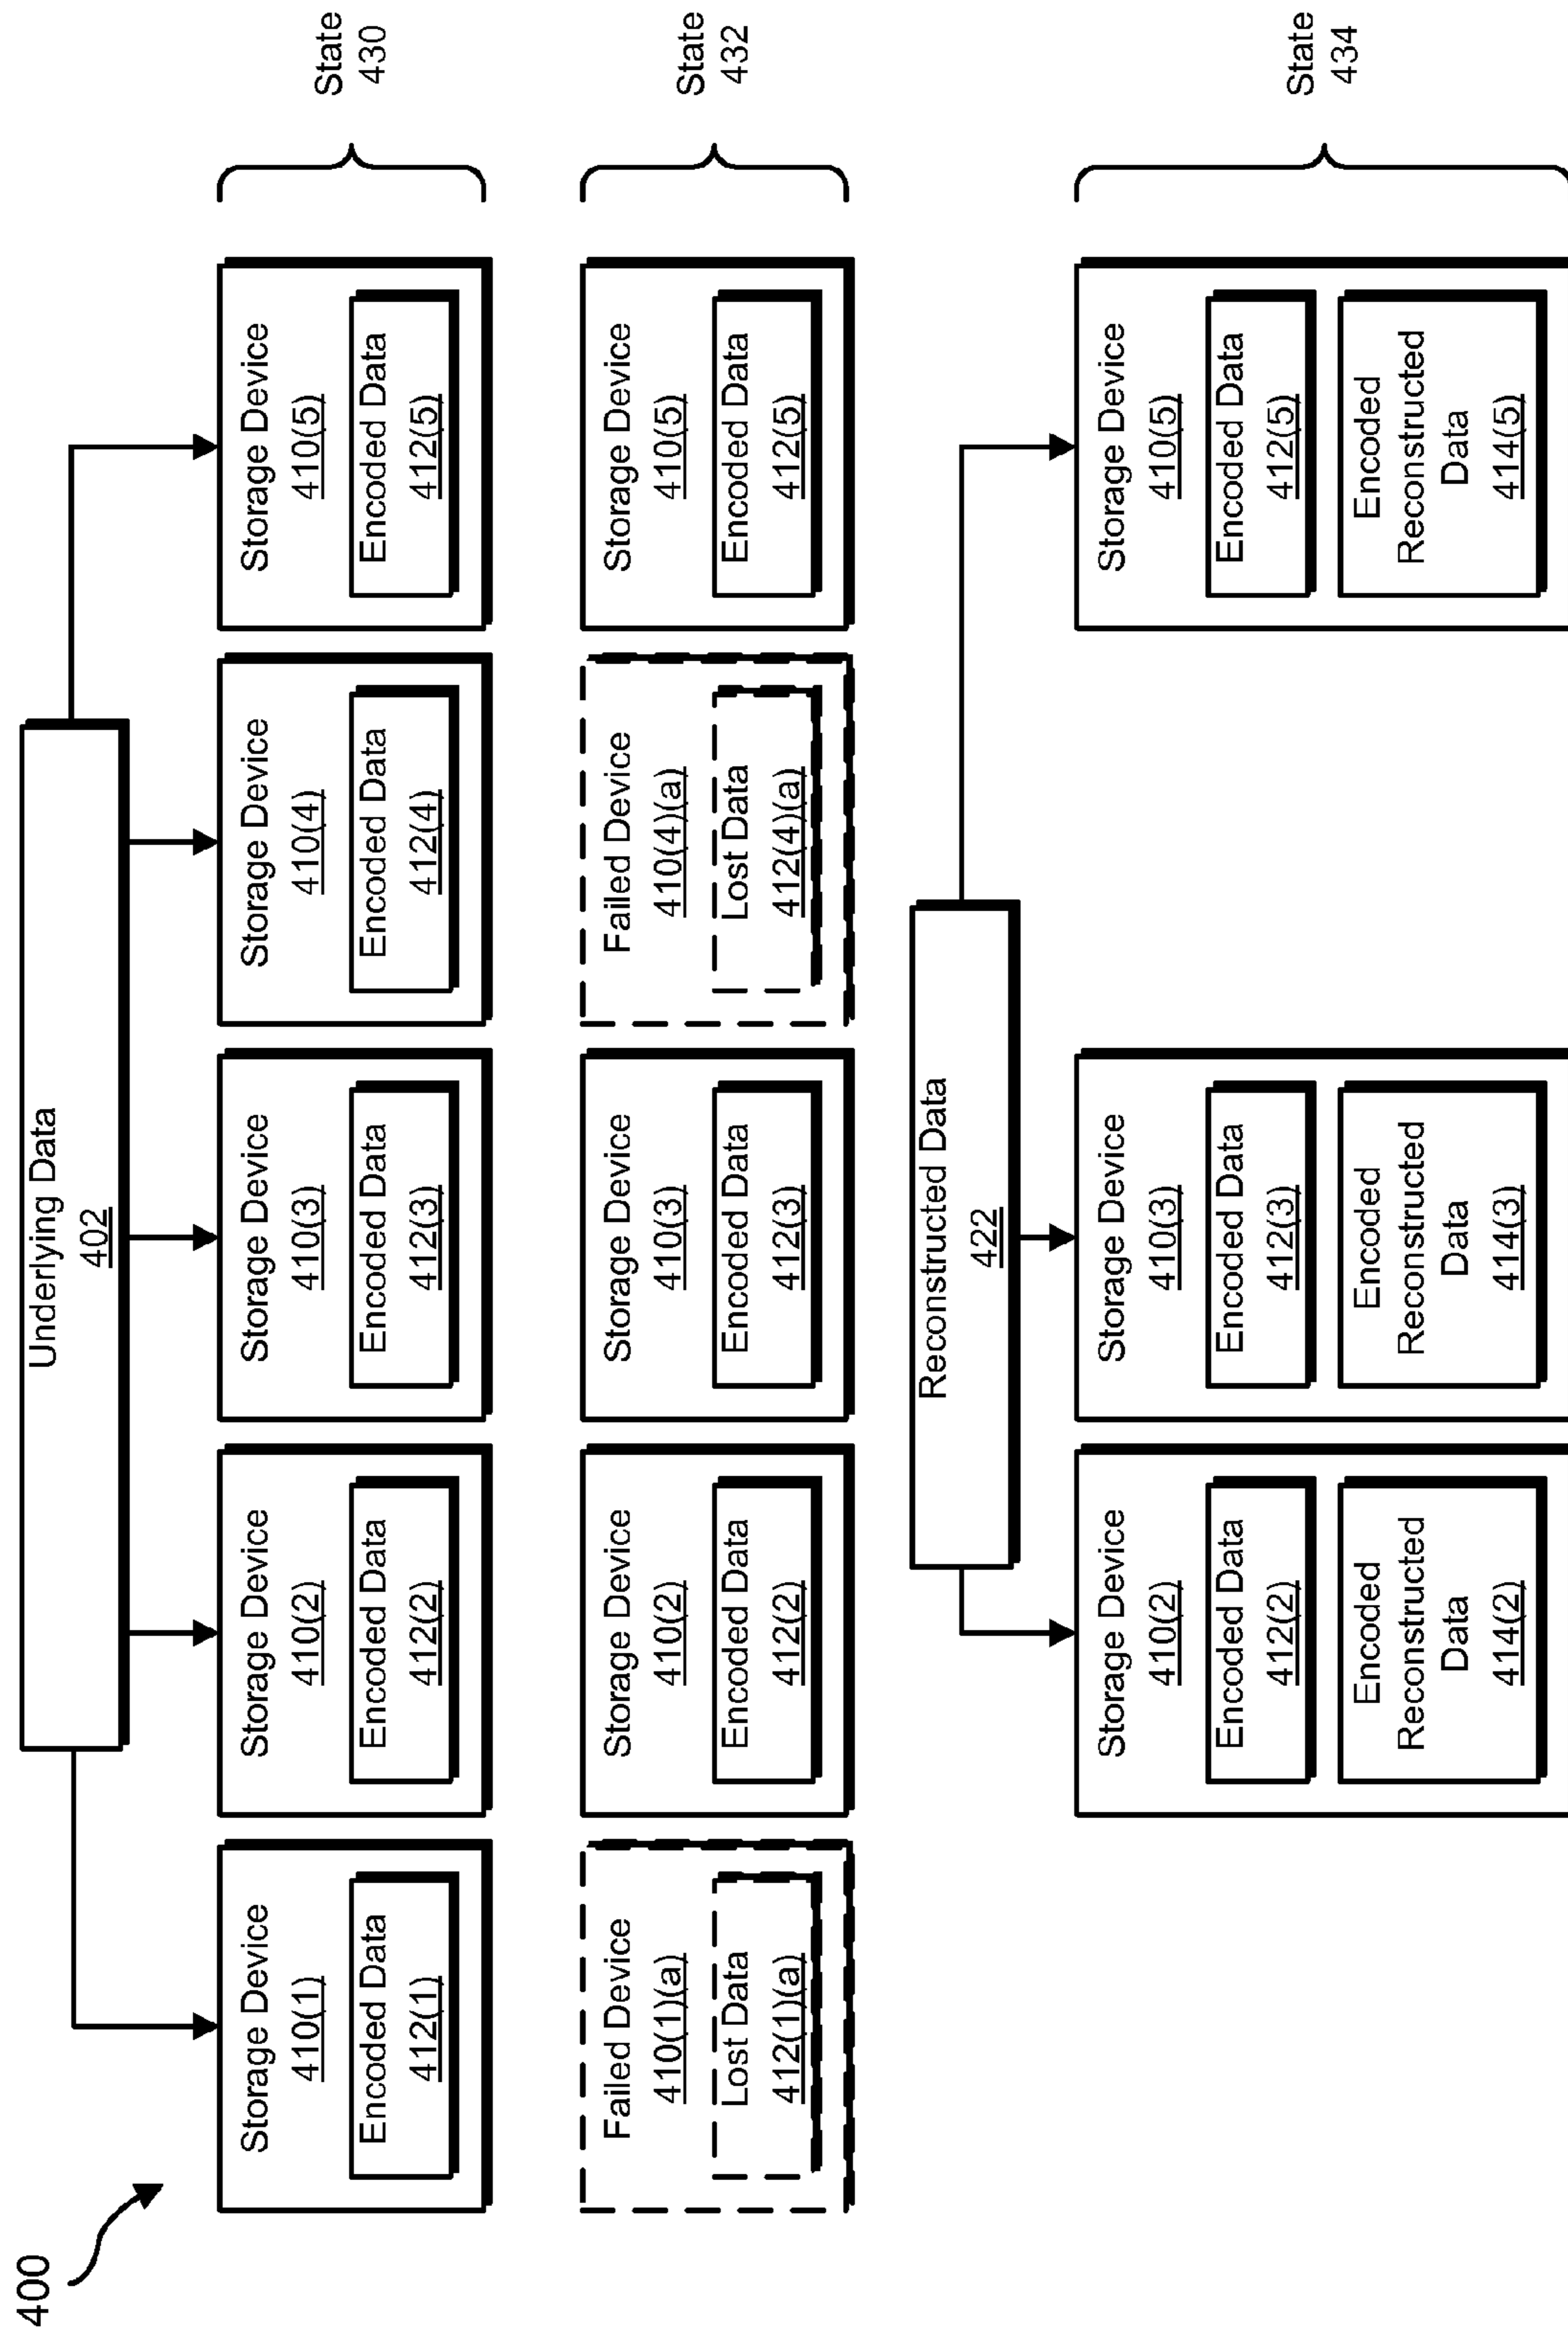 400
Underlying Data
402
Storage Device
410(1)
Encoded Data
412(1)
Storage Device
410(2)
Encoded Data
412(2)
Storage Device
410(3)
Encoded Data
412(3)
Storage Device
410(4)
Encoded Data
412(4)
Storage Device
410(5)
Encoded Data
412(5)
State
430
Failed Device
410(1)(a)
Lost Data
412(1)(a)
Storage Device
410(2)
Encoded Data
412(2)
Storage Device
410(3)
Encoded Data
412(3)
Failed Device
410(4)(a)
Lost Data
412(4)(a)
Storage Device
410(5)
Encoded Data
412(5)
State
432
Reconstructed Data
422
Storage Device
410(2)
Encoded Data
412(2)
Encoded
Reconstructed
Data
414(2)
Storage Device
410(3)
Encoded Data
412(3)
Encoded
Reconstructed
Data
414(3)
Storage Device
410(5)
Encoded Data
412(5)
Encoded
Reconstructed
Data
414(5)
State
434